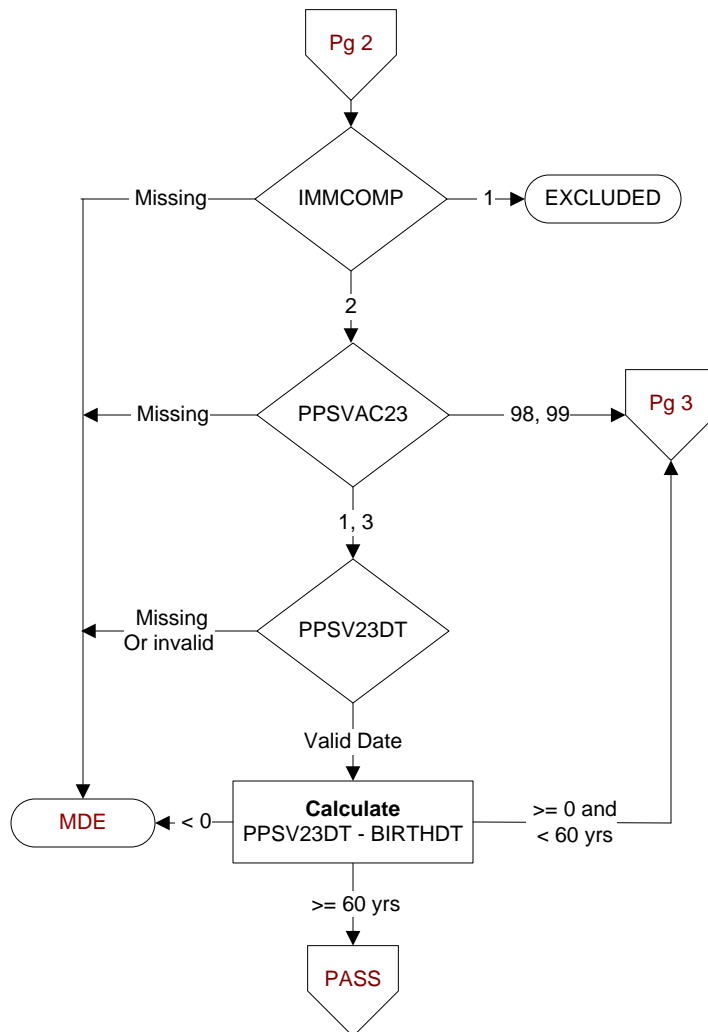 Pg 2
Missing
IMMCOMP
1
EXCLUDED
2
Missing
PPSVAC23
98, 99
Pg 3
1, 3
Missing
Or invalid
PPSV23DT
Valid Date
MDE
< 0
Calculate
PPSV23DT - BIRTHDT
>= 0 and
< 60 yrs
>= 60 yrs
PASS